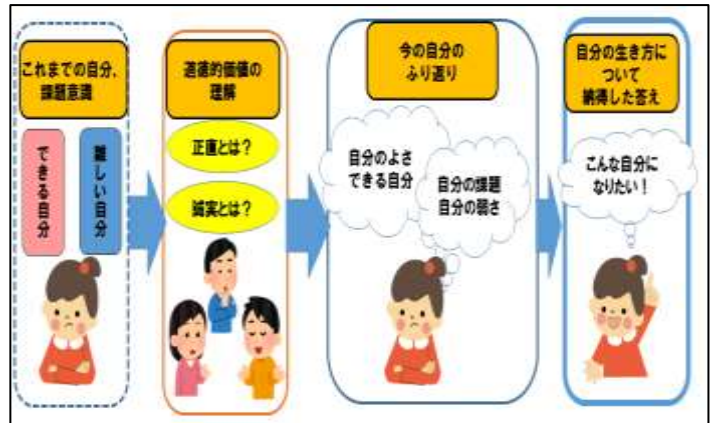 これまでの自分、
課題意識
できる自分
難しい自分
道徳的価値の
理解
正直とは？
誠実とは？
今の自分の
ふり返り
自分のよさ
できる自分
自分の課題
自分の弱さ
自分の生き方に
ついて
納得した答え
こんな自分に
なりたい！